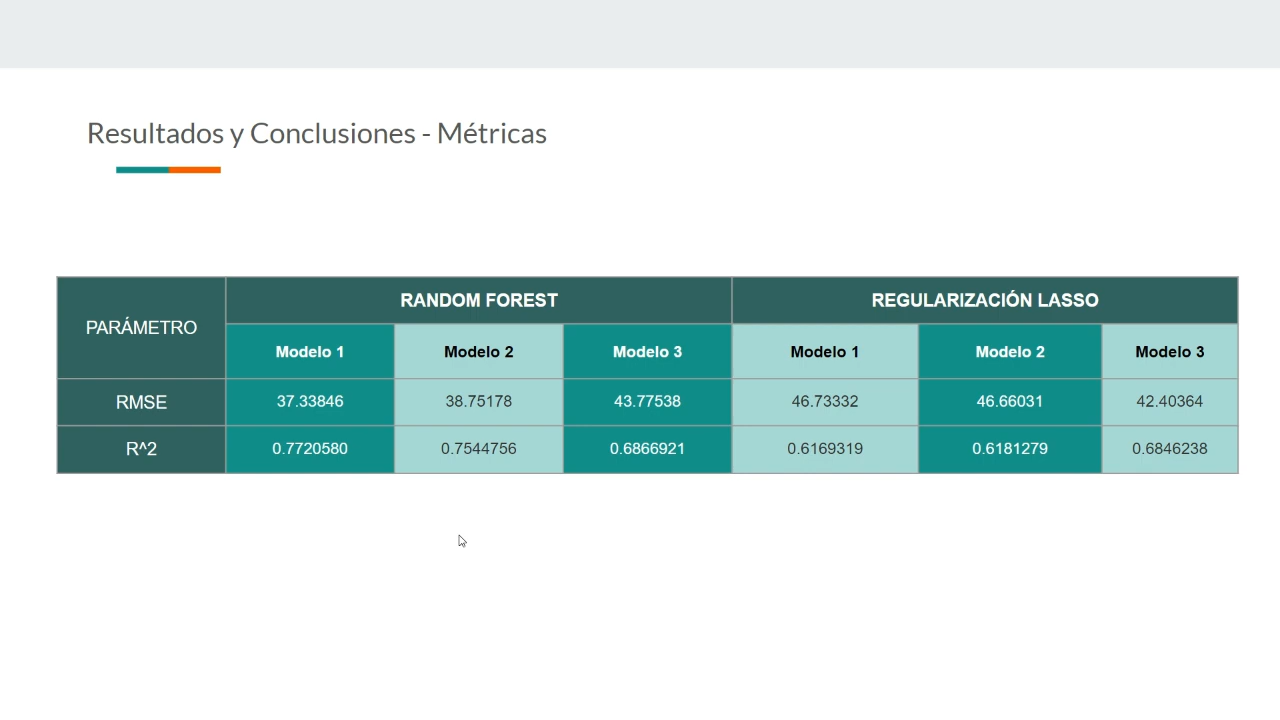 Resultados y Conclusiones - Métricas
PARÁMETRO
RANDOM FOREST
REGULARIZACIÓN LASSO
Modelo 1
Modelo 2
Modelo 3
Modelo 1
Modelo 2
Modelo 3
RMSE
37.33846
38.75178
43.77538
46.73332
46.66031
42.40364
R^2
0.7720580
0.7544756
0.6866921
0.6169319
0.6181279
0.6846238